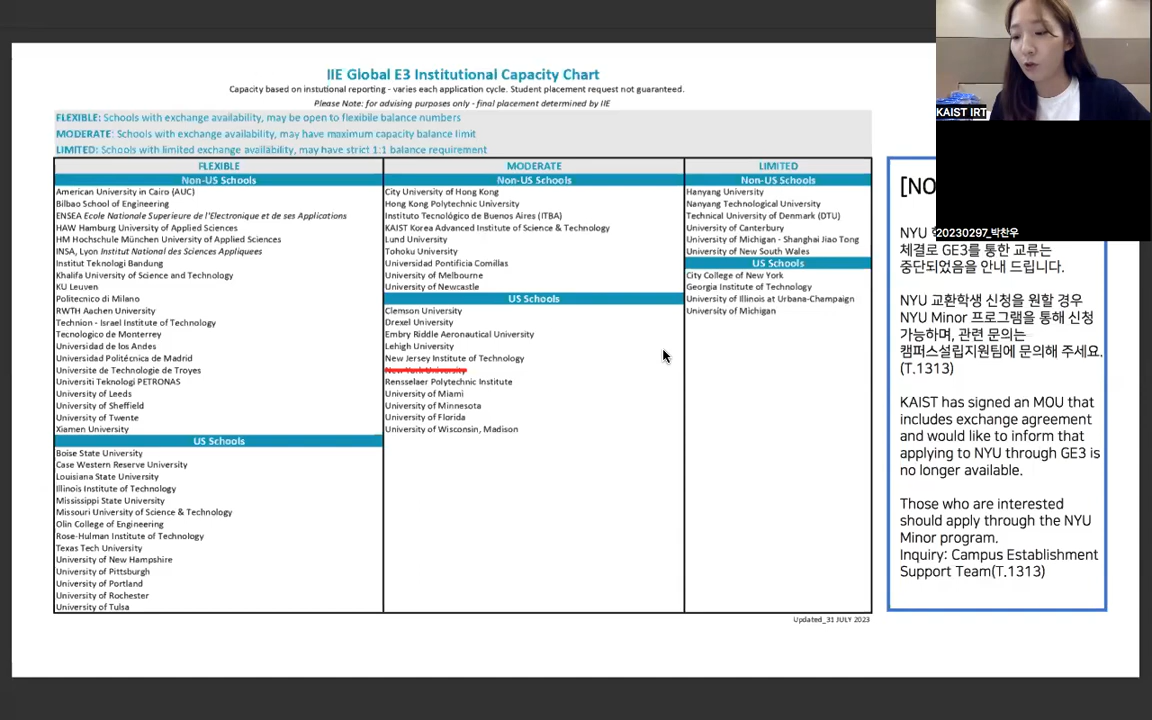 IIE Global E3 Institutional Capacity Chart
Capacity based on instutional reporting - varies each application cycle. Student placement request not guaranteed.
Please Note: for advising purposes only - final placement determined by IIE
FLEXIBLE: Schools with exchange availability, may be open to flexibile balance numbers
MODERATE: Schools with exchange availability, may have maximum capacity balance limit
LIMITED: Schools with limited exchange availability, may have strict 1:1 balance requirement
FLEXIBLE
Non-US Schools
American University in Cairo (AUC)
Bilbao School of Engineering
ENSEA Ecole Nationale Superieure de l'Electronique et de ses Applications
HAW Hamburg University of Applied Sciences
HM Hochschule München University of Applied Sciences
INSA, Lyon Institut National des Sciences Appliquees
Institut Teknologi Bandung
Khalifa University of Science and Technology
KU Leuven
Politecnico di Milano
RWTH Aachen University
Technion - Israel Institute of Technology
Tecnologico de Monterrey
Universidad de los Andes
Universidad Politécnica de Madrid
Universite de Technologie de Troyes
Universiti Teknologi PETRONAS
University of Leeds
University of Sheffield
University of Twente
Xiamen University
US Schools
Boise State University
Case Western Reserve University
Louisiana State University
Illinois Institute of Technology
Mississippi State University
Missouri University of Science & Technology
Olin College of Engineering
Rose-Hulman Institute of Technology
Texas Tech University
University of New Hampshire
University of Pittsburgh
University of Portland
University of Rochester
University of Tulsa
MODERATE
Non-US Schools
City University of Hong Kong
Hong Kong Polytechnic University
Instituto Tecnológico de Buenos Aires (ITBA)
KAIST Korea Advanced Institute of Science & Technology
Lund University
Tohoku University
Universidad Pontificia Comillas
University of Melbourne
University of Newcastle
US Schools
Clemson University
Drexel University
Embry Riddle Aeronautical University
Lehigh University
New Jersey Institute of Technology
New York University
Rensselaer Polytechnic Institute
University of Miami
University of Minnesota
University of Florida
University of Wisconsin, Madison
LIMITED
Non-US Schools
Hanyang University
Nanyang Technological University
Technical University of Denmark (DTU)
University of Canterbury
University of Michigan - Shanghai Jiao Tong
University of New South Wales
US Schools
City College of New York
Georgia Institute of Technology
University of Illinois at Urbana-Champaign
University of Michigan
Updated_31 JULY 2023
KAIST IRT
20230297_박찬우
[NO
NYU
체결로 GE3를 통한 교류는
중단되었음을 안내 드립니다.
NYU 교환학생 신청을 원할 경우
NYU Minor 프로그램을 통해 신청
가능하며, 관련 문의는
캠퍼스설립지원팀에 문의해 주세요.
(T.1313)
KAIST has signed an MOU that
includes exchange agreement
and would like to inform that
applying to NYU through GE3 is
no longer available.
Those who are interested
should apply through the NYU
Minor program.
Inquiry: Campus Establishment
Support Team(T.1313)